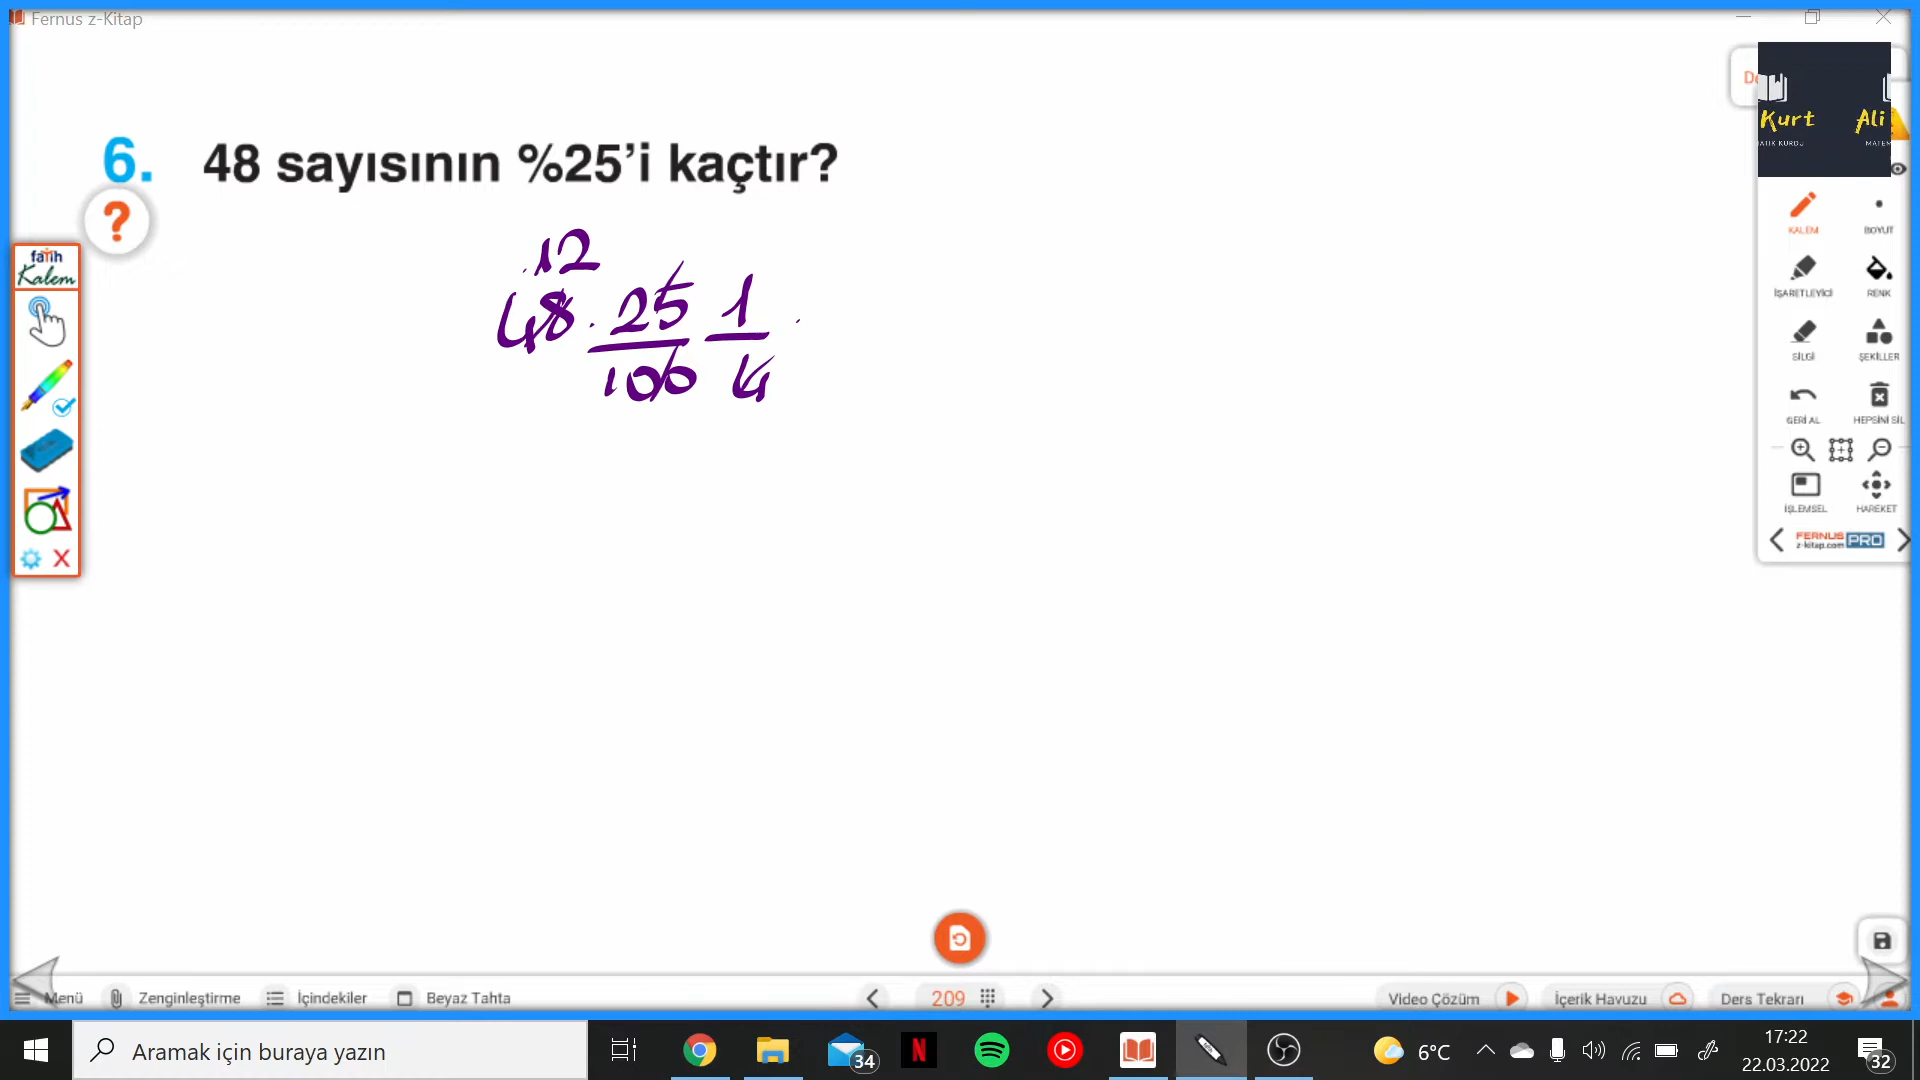 Fernus z-Kitap
Kurt Ali
MATEM
6. 48 sayısının %25'i kaçtır?
?
12
48 . 25 1
100 4
fatih
Kalem
KALEM BOYUT
İŞARETLEYİCİ RENK
SİLGİ ŞEKİLLER
GERİ AL HEPSİNİ SİL
İŞLEMSEL HAREKET
FERNUS
z-kitap.com PRO
Menü Zenginleştirme İçindekiler Beyaz Tahta 209 Video Çözüm İçerik Havuzu Ders Tekrarı
Aramak için buraya yazın 34 N 6°C 17:22
22.03.2022 32